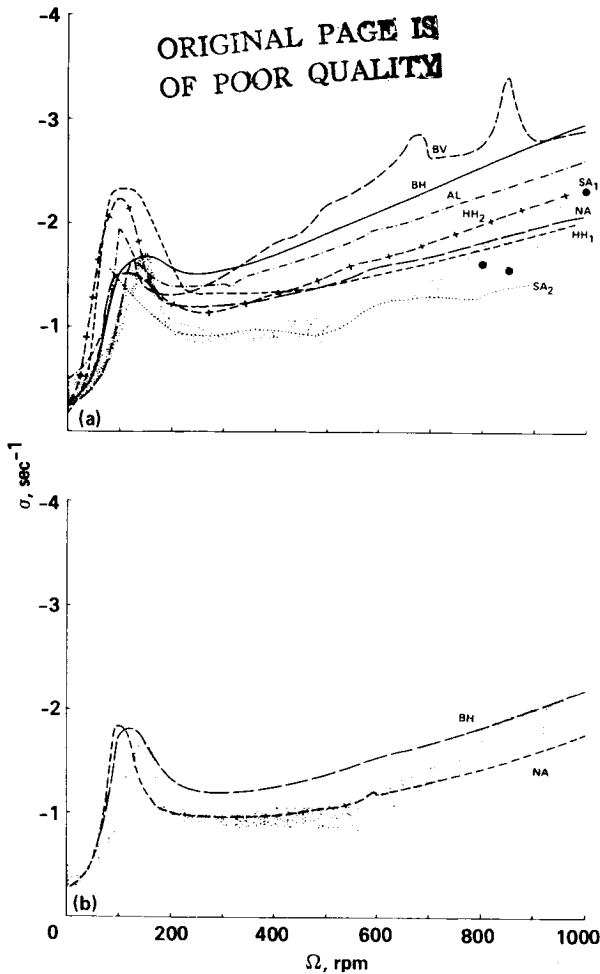 ORIGINAL PAGE IS
OF POOR QUALITY
-4
-3
-2
-1
BV
BH
AL
SA1
HH2
NA
HH1
SA2
(a)
σ, sec⁻¹
-4
-3
-2
-1
0
BH
NA
(b)
0 200 400 600 800 1000
Ω, rpm